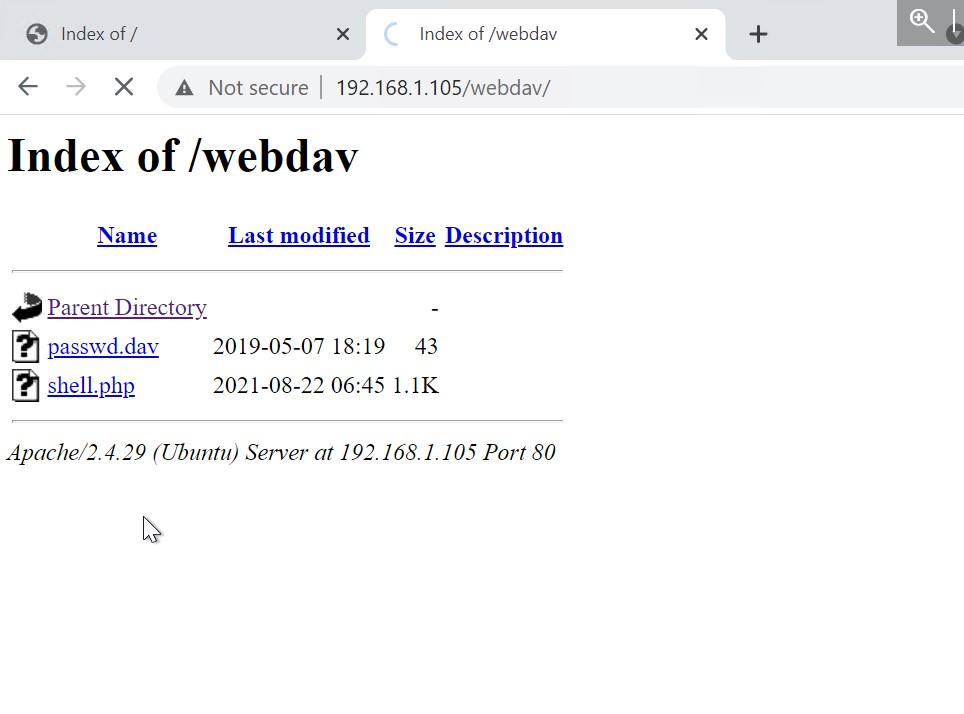 Index of /
Index of /webdav
Not secure
192.168.1.105/webdav/
Index of /webdav
Name Last modified Size Description
Parent Directory -
passwd.dav 2019-05-07 18:19 43
shell.php 2021-08-22 06:45 1.1K
Apache/2.4.29 (Ubuntu) Server at 192.168.1.105 Port 80